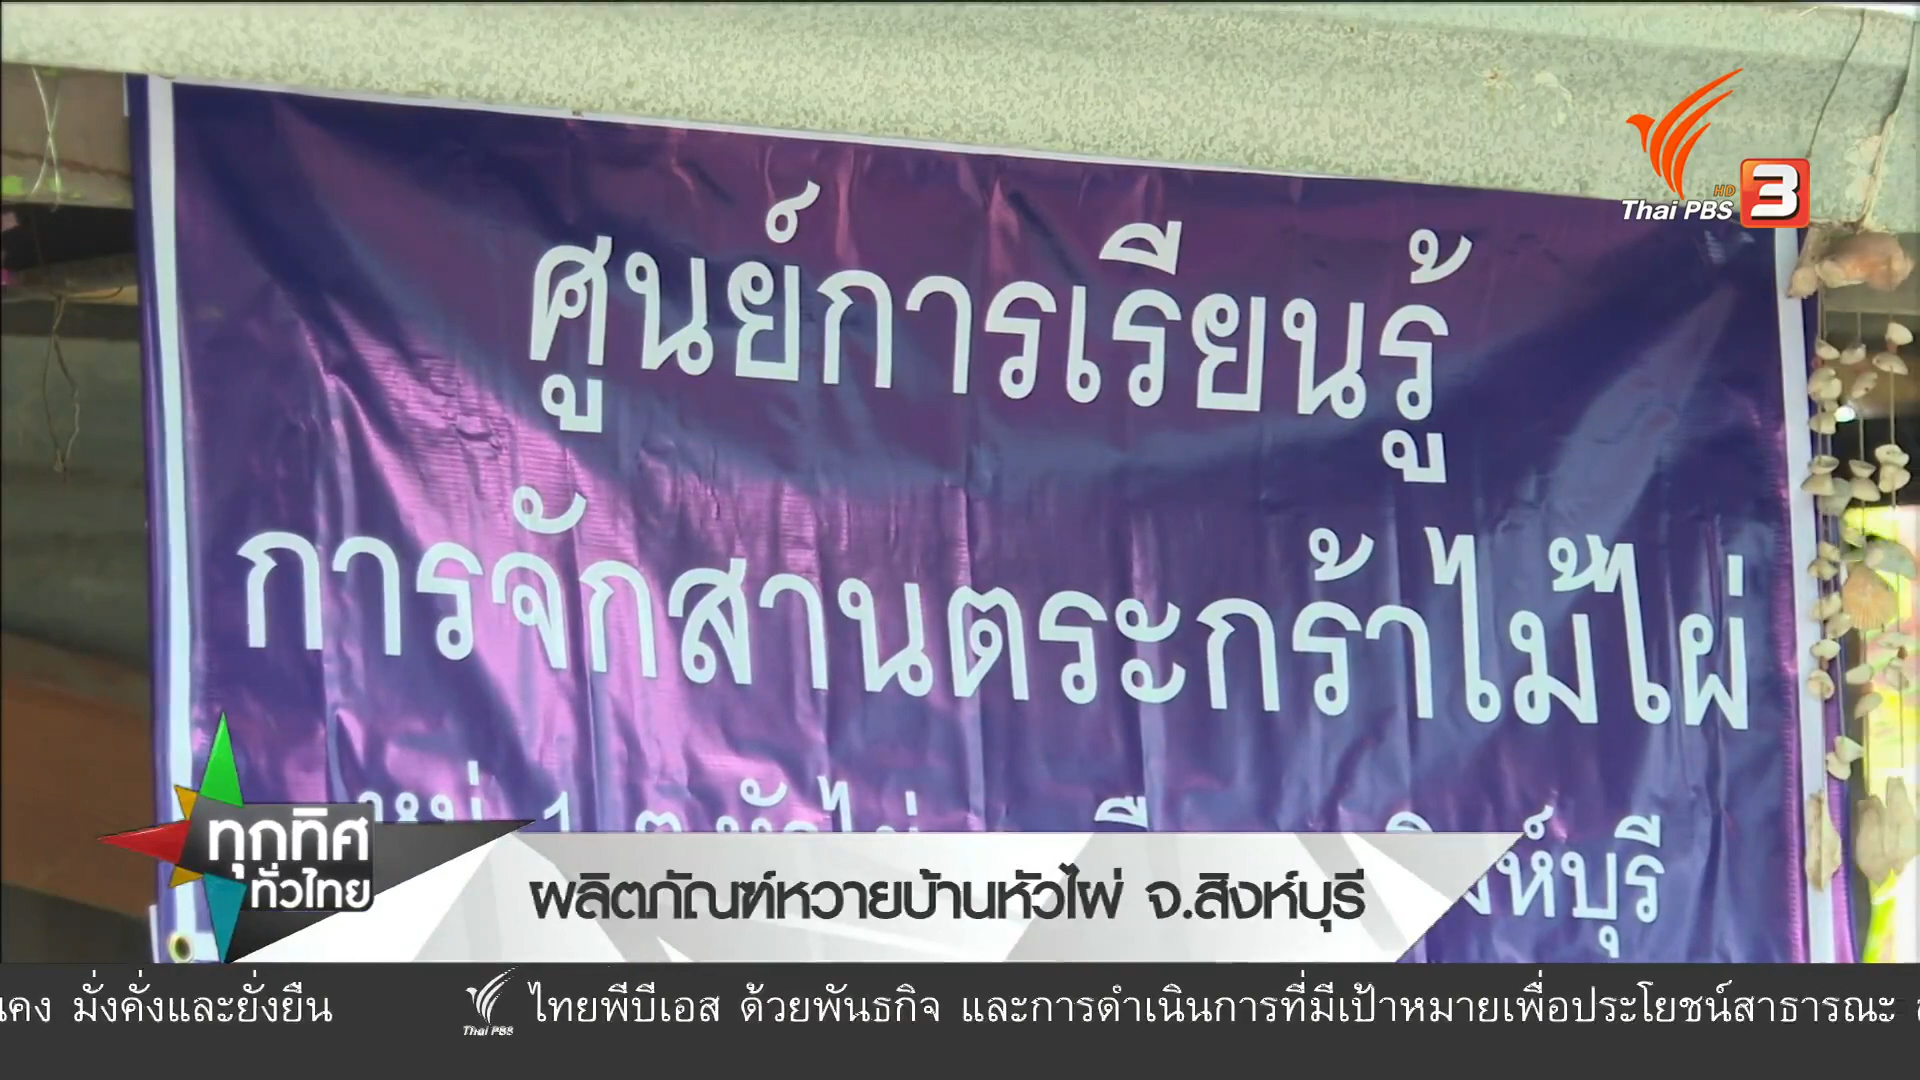 Thai PBS HD 3
ศูนย์การเรียนรู้
การจักสานตระกร้าไม้ไผ่
ทุกทิศ
ทั่วไทย
ผลิตภัณฑ์หวายบ้านหัวไผ่ จ.สิงห์บุรี
มั่งคั่งและยั่งยืน Thai PBS ไทยพีบีเอส ด้วยพันธกิจ และการดำเนินการที่มีเป้าหมายเพื่อประโยชน์สาธารณะ